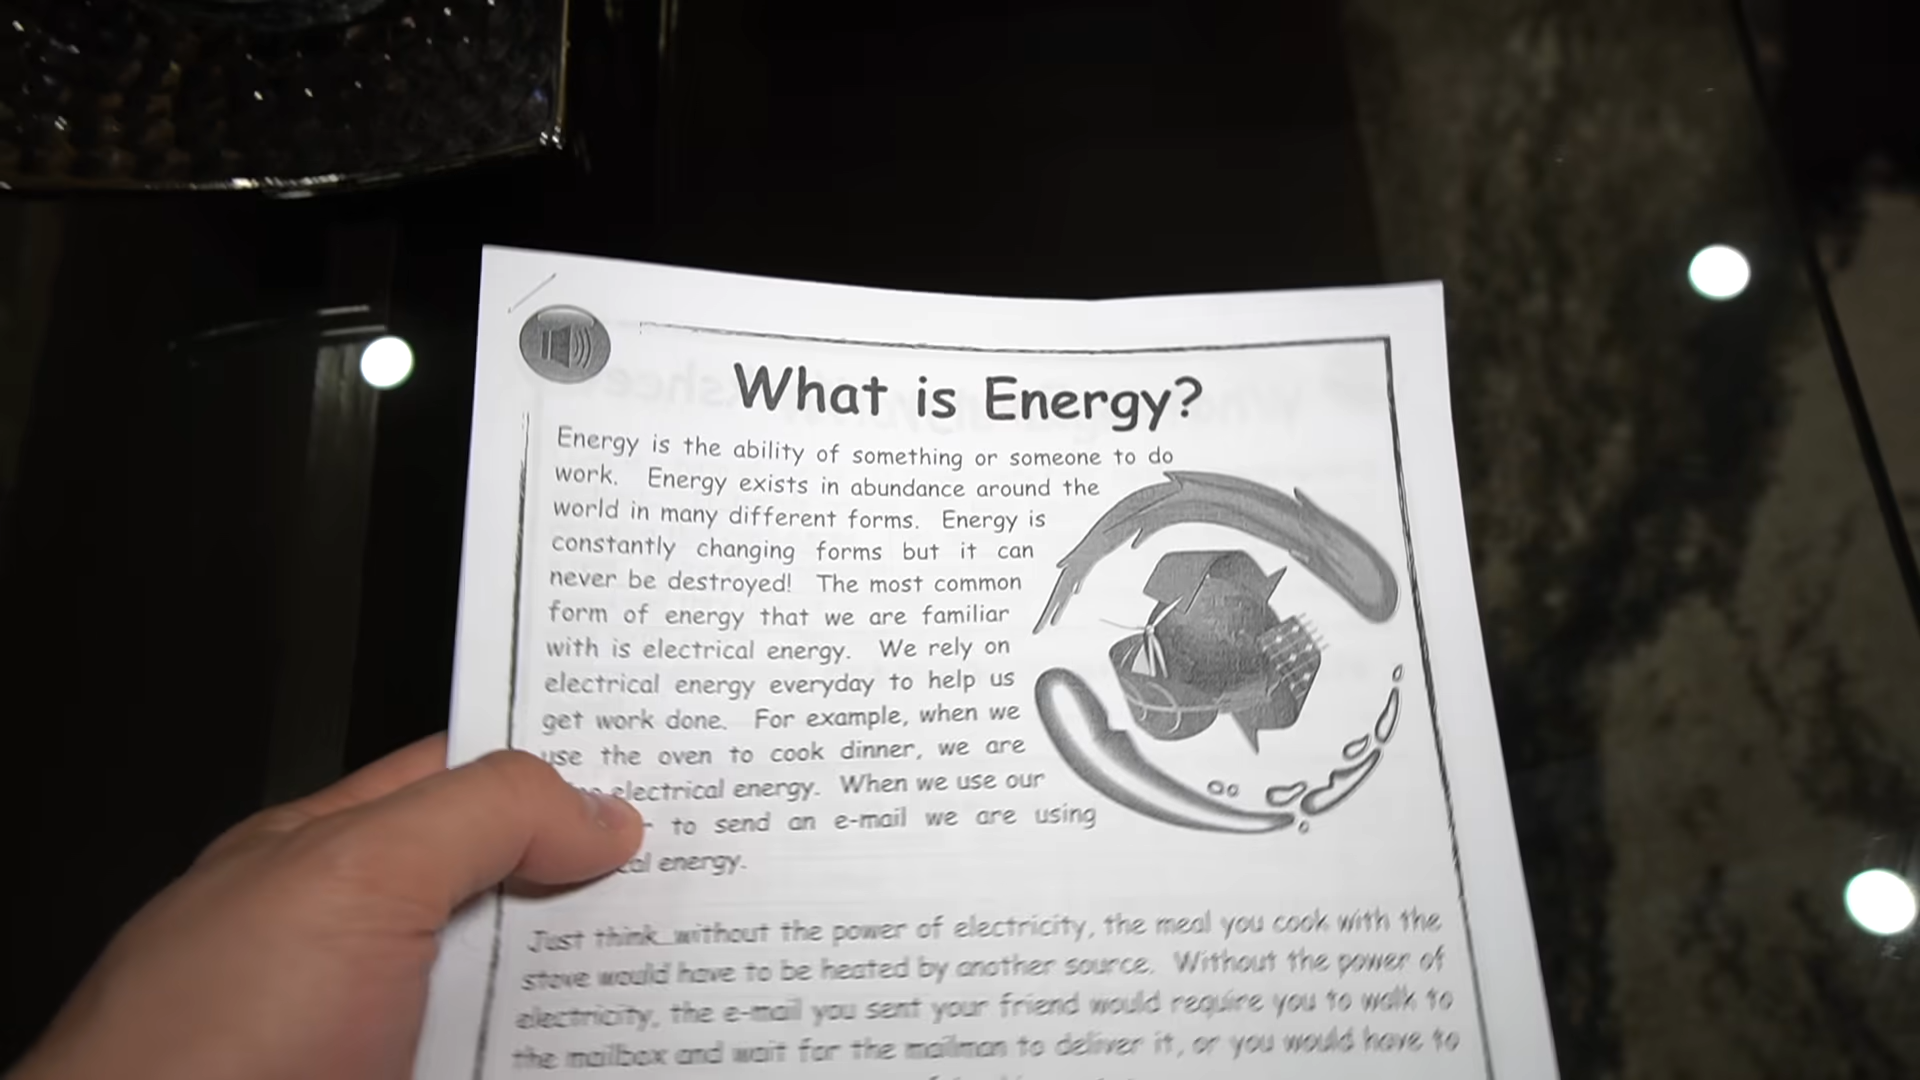 What is Energy?
Energy is the ability of something or someone to do
work. Energy exists in abundance around the
world in many different forms. Energy is
constantly changing forms but it can
never be destroyed! The most common
form of energy that we are familiar
with is electrical energy. We rely on
electrical energy everyday to help us
get work done. For example, when we
use the oven to cook dinner, we are
electrical energy. When we use our
to send an e-mail we are using
energy.
Just think without the power of electricity, the meal you cook with the
stove would have to be heated by another source. Without the power of
electricity, the e-mail you sent your friend would require you to walk to
the mailbox and wait for the mailman to deliver it, or you would have to